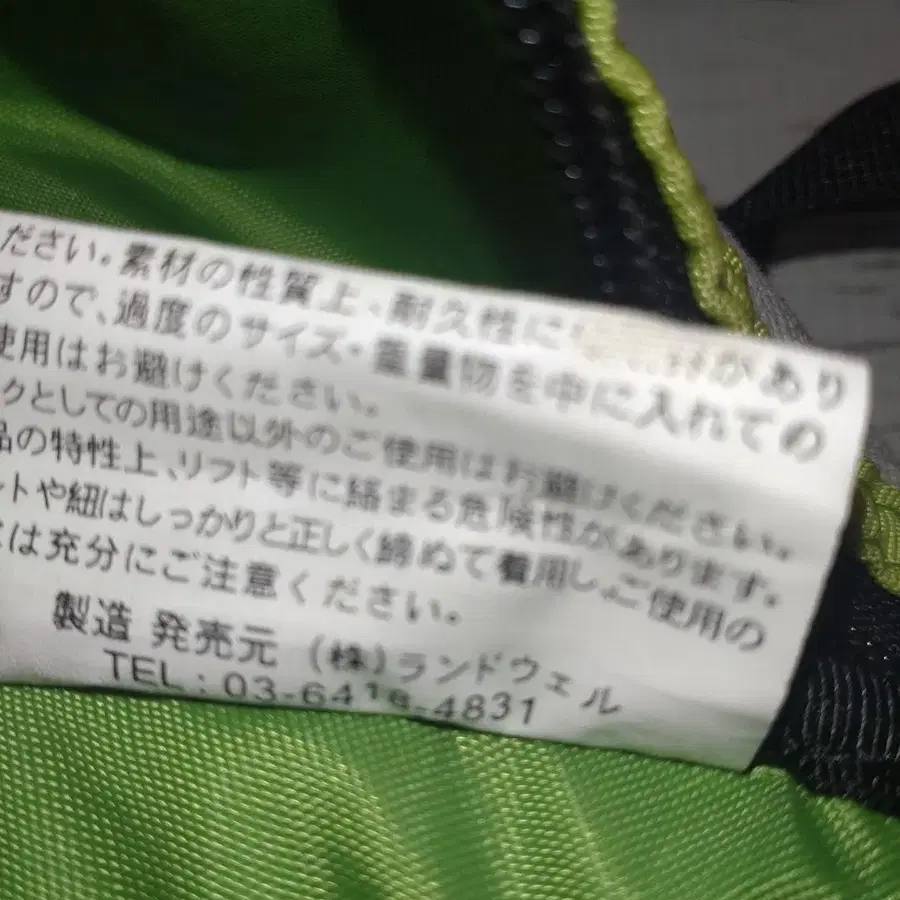 ださい。素材の性質上、耐久性に があり
すので、過度のサイズ・重量物を中に入れての
使用はお避けください。
クとしての用途以外のご使用はお避けください。
品の特性上、リフト等に絡まる危険性があります。
ルトや紐はしっかりと正しく締めて着用し、ご使用の
は充分にご注意ください。
製造 発売元 (株)ランドウェル
TEL:03-6419-4831